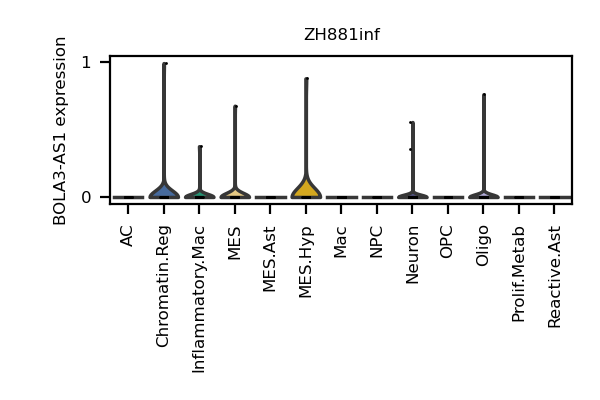 ZH881inf
BOLA3-AS1 expression
1
0
AC
Chromatin.Reg
Inflammatory.Mac
MES
MES.Ast
MES.Hyp
Mac
NPC
Neuron
OPC
Oligo
Prolif.Metab
Reactive.Ast